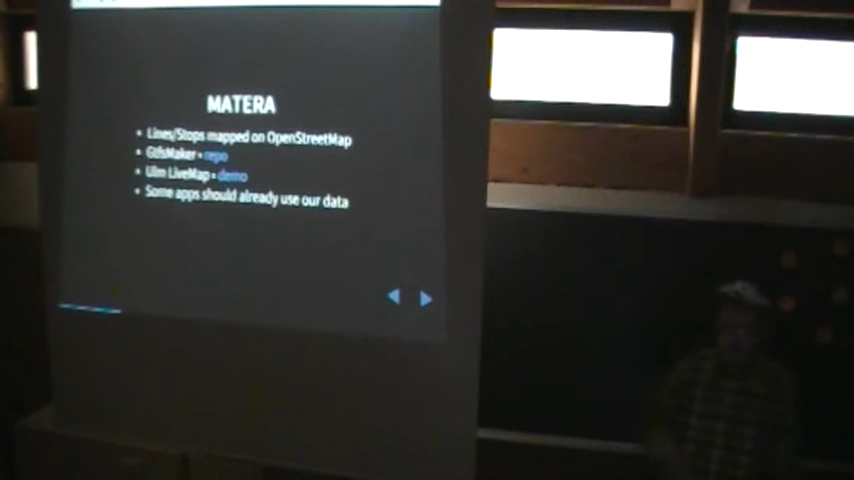 MATERA
• Lines/Stops mapped on OpenStreetMap
• GtfsMaker • repo
• Ulm LiveMap • demo
• Some apps should already use our data